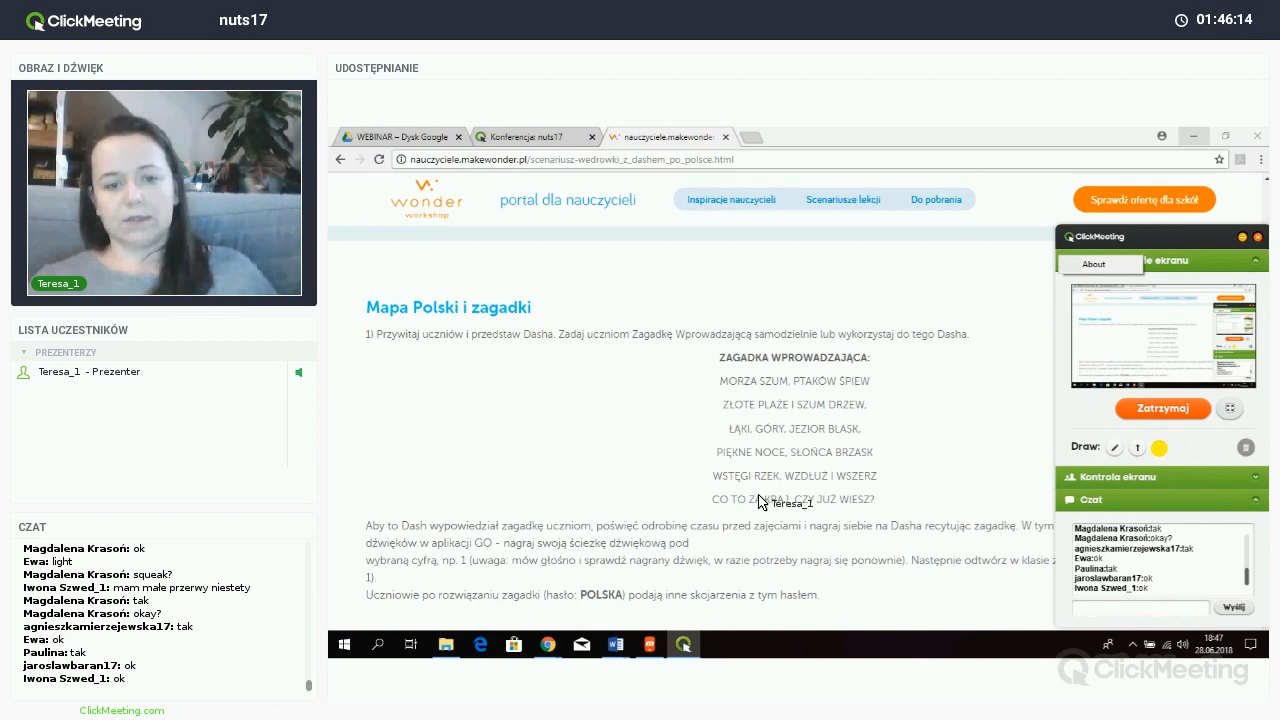 ClickMeeting
nuts17
01:46:14
OBRAZ I DŹWIĘK
Teresa_1
LISTA UCZESTNIKÓW
PREZENTERZY
Teresa_1 - Prezenter
CZAT
Magdalena Krasoń: ok
Ewa: light
Magdalena Krasoń: squeak?
Iwona Szwed_1: mam małe przerwy niestety
Magdalena Krasoń: tak
Magdalena Krasoń: okay?
agnieszkamierzejewska17: tak
Ewa: ok
Paulina: tak
jaroslawbaran17: ok
Iwona Szwed_1: ok
ClickMeeting.com
UDOSTĘPNIANIE
WEBINAR – Dysk Google
Konferencja: nuts17
nauczyciele.makewonder
nauczyciele.makewonder.pl/scenariusz-wedrowki_z_dashem_po_polsce.html
wonder
workshop
portal dla nauczycieli
Inspiracje nauczycieli
Scenariusze lekcji
Do pobrania
Sprawdź ofertę dla szkół
Mapa Polski i zagadki
1) Przywitaj uczniów i przedstaw Dasha. Zadaj uczniom Zagadkę Wprowadzającą samodzielnie lub wykorzystaj do tego Dasha.
ZAGADKA WPROWADZAJĄCA:
MORZA SZUM, PTAKÓW ŚPIEW
ZŁOTE PLAŻE I SZUM DRZEW,
ŁĄKI, GÓRY, JEZIOR BLASK,
PIĘKNE NOCE, SŁOŃCA BRZASK
WSTĘGI RZEK, WZDŁUŻ I WSZERZ
CO TO ZA KRAJ, CZY JUŻ WIESZ?
Teresa_1
Aby to Dash wypowiedział zagadkę uczniom, poświęć odrobinę czasu przed zajęciami i nagraj siebie na Dasha recytując zagadkę. W tym
dźwięków w aplikacji GO - nagraj swoją ścieżkę dźwiękową pod
wybraną cyfrą, np. 1 (uwaga: mów głośno i sprawdź nagrany dźwięk, w razie potrzeby nagraj się ponownie). Następnie odtwórz w klasie z
1).
Uczniowie po rozwiązaniu zagadki (hasło: POLSKA) podają inne skojarzenia z tym hasłem.
ClickMeeting
About
ie ekranu
Zatrzymaj
Draw:
Kontrola ekranu
Czat
Magdalena Krasoń:tak
Magdalena Krasoń:okay?
agnieszkamierzejewska17:tak
Ewa:ok
Paulina:tak
jaroslawbaran17:ok
Iwona Szwed_1:ok
Wyślij
18:47
28.06.2018
ClickMeeting